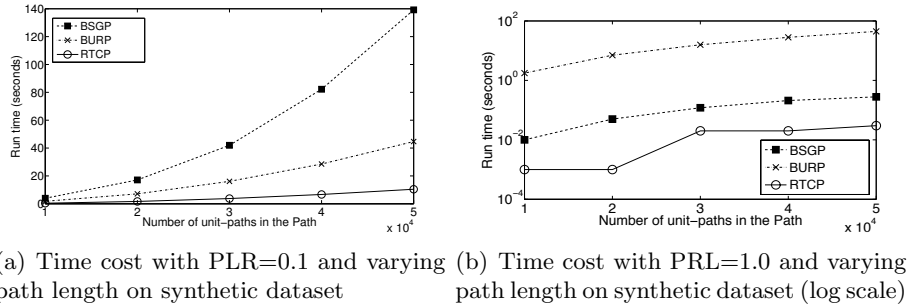 140
120
100
80
60
40
20
0
Run time (seconds)
BSGP
BURP
RTCP
1 2 3 4 5
x 10^4
Number of unit-paths in the Path
(a) Time cost with PLR=0.1 and varying
path length on synthetic dataset
10^2
10^0
10^-2
10^-4
Run time (seconds)
BSGP
BURP
RTCP
1 2 3 4 5
Number of unit-paths in the Path
x 10^4
(b) Time cost with PRL=1.0 and varying
path length on synthetic dataset (log scale)